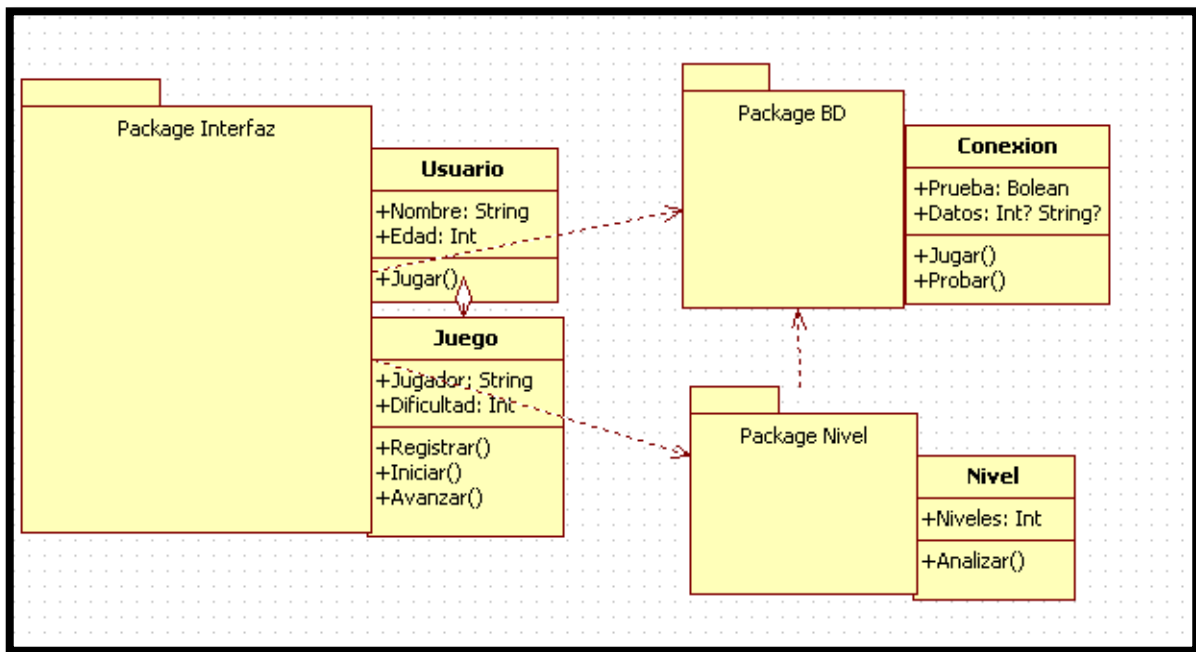 Package Interfaz
Usuario
+Nombre: String
+Edad: Int
+Jugar()
Juego
+Jugador: String
+Dificultad: Int
+Registrar()
+Iniciar()
+Avanzar()
Package BD
Conexion
+Prueba: Bolean
+Datos: Int? String?
+Jugar()
+Probar()
Package Nivel
Nivel
+Niveles: Int
+Analizar()